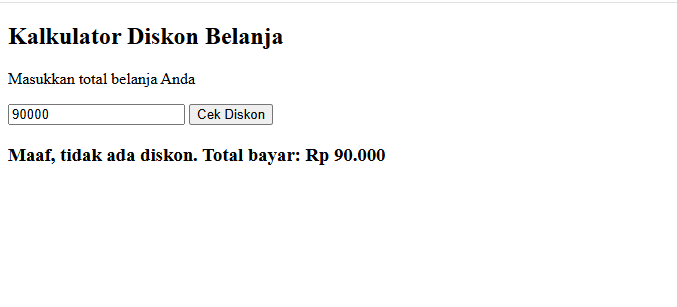 Kalkulator Diskon Belanja
Masukkan total belanja Anda
90000 Cek Diskon
Maaf, tidak ada diskon. Total bayar: Rp 90.000